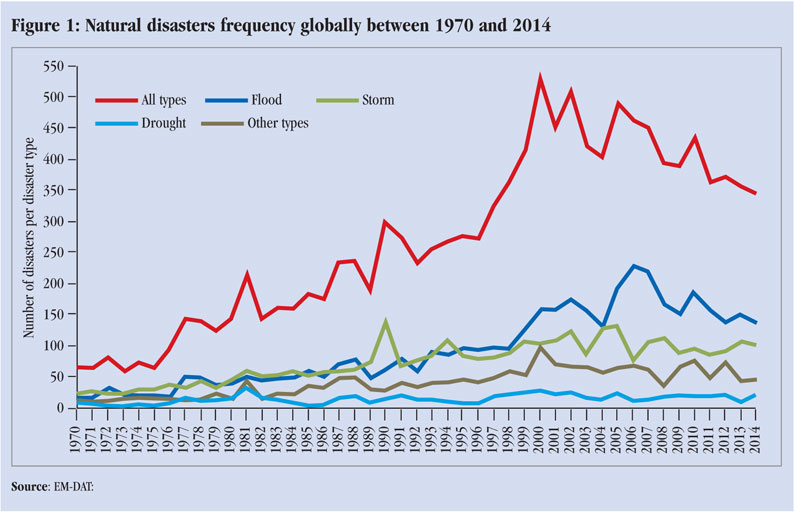 Figure 1: Natural disasters frequency globally between 1970 and 2014
Number of disasters per disaster type
550
500
450
400
350
300
250
200
150
100
50
0
All types Flood Storm
Drought Other types
1970 1971 1972 1973 1974 1975 1976 1977 1978 1979 1980 1981 1982 1983 1984 1985 1986 1987 1988 1989 1990 1991 1992 1993 1994 1995 1996 1997 1998 1999 2000 2001 2002 2003 2004 2005 2006 2007 2008 2009 2010 2011 2012 2013 2014
Source: EM-DAT: